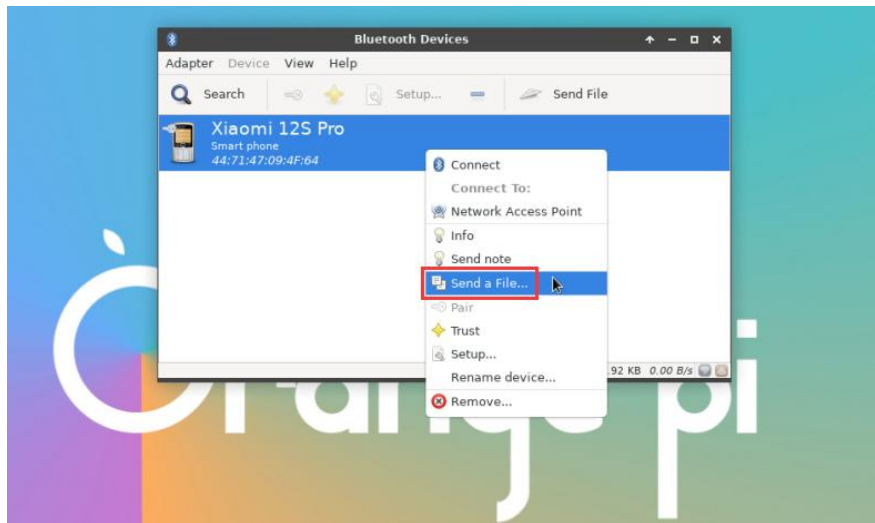 Bluetooth Devices
Adapter Device View Help
Search Setup... Send File
Xiaomi 12S Pro
Smart phone
44:71:47:09:4F:64
Connect
Connect To:
Network Access Point
Info
Send note
Send a File...
Pair
Trust
Setup...
Rename device...
Remove...
.92 KB 0.00 B/s
Orange pi